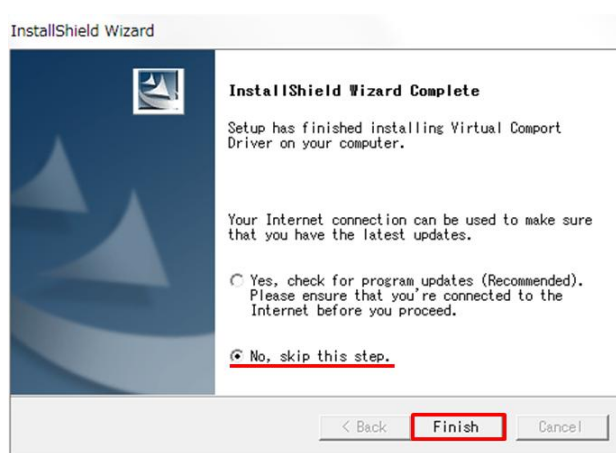 InstallShield Wizard
InstallShield Wizard Complete
Setup has finished installing Virtual Comport
Driver on your computer.
Your Internet connection can be used to make sure
that you have the latest updates.
Yes, check for program updates (Recommended).
Please ensure that you're connected to the
Internet before you proceed.
No, skip this step.
< Back Finish Cancel